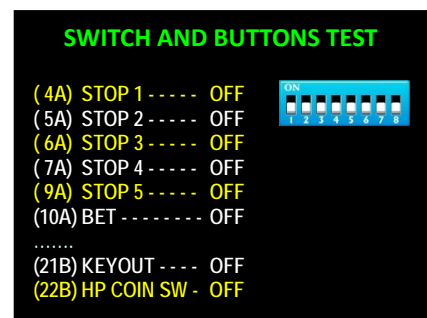 SWITCH AND BUTTONS TEST
( 4A) STOP 1 - - - - - OFF
( 5A) STOP 2 - - - - - OFF
( 6A) STOP 3 - - - - - OFF
( 7A) STOP 4 - - - - - OFF
( 9A) STOP 5 - - - - - OFF
(10A) BET - - - - - - - - OFF
.......
(21B) KEYOUT - - - - OFF
(22B) HP COIN SW - OFF
ON
1 2 3 4 5 6 7 8